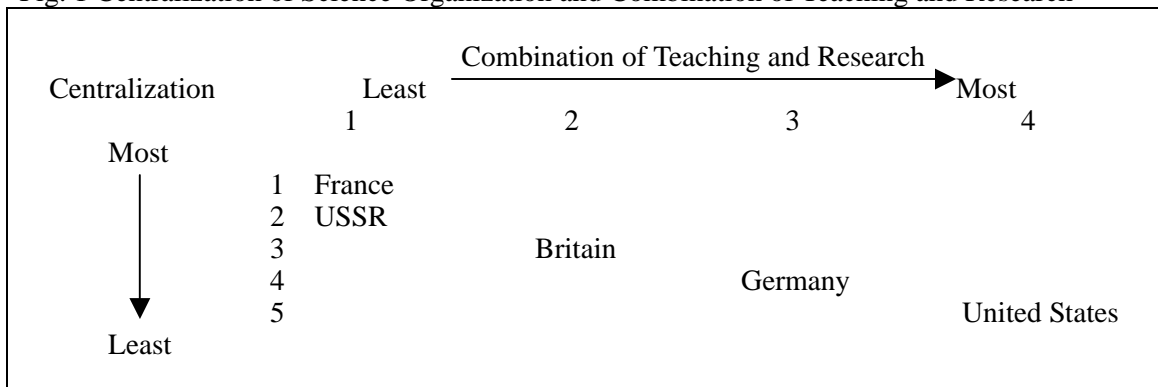 Fig. 1 Centralization of Science Organization and Combination of Teaching and Research
Combination of Teaching and Research
Centralization Least Most
1 2 3 4
Most
1 France
2 USSR
3 Britain
4 Germany
5 United States
Least